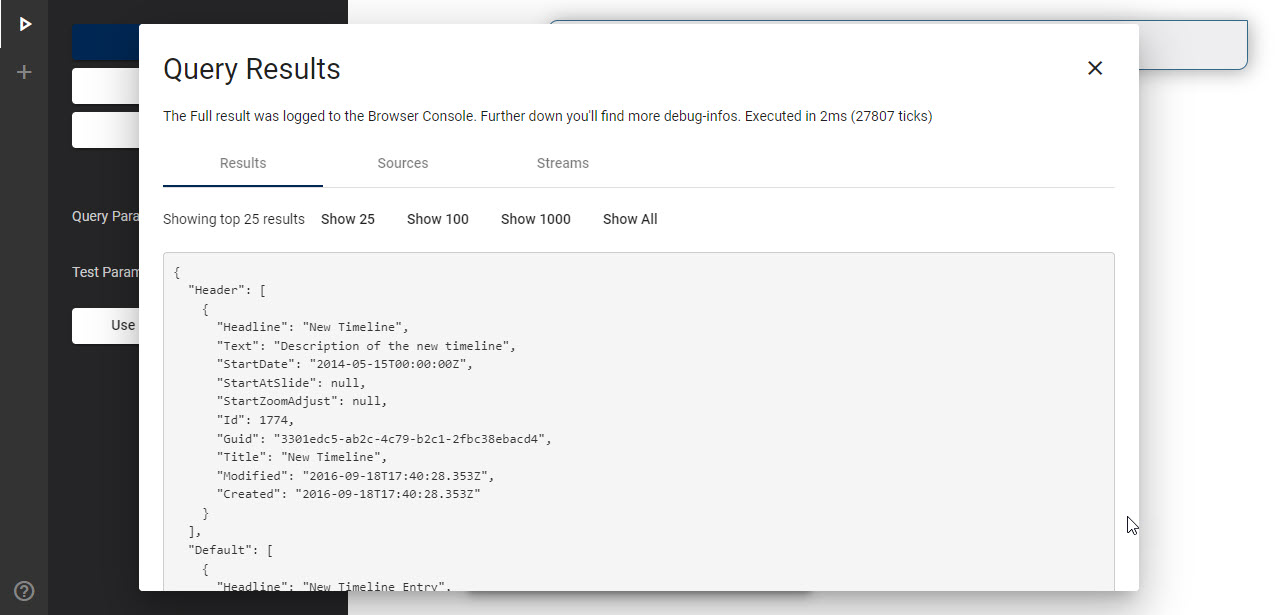 Query Results
The Full result was logged to the Browser Console. Further down you'll find more debug-infos. Executed in 2ms (27807 ticks)
Results Sources Streams
Query Para
Showing top 25 results Show 25 Show 100 Show 1000 Show All
Test Param
Use
{
"Header": [
{
"Headline": "New Timeline",
"Text": "Description of the new timeline",
"StartDate": "2014-05-15T00:00:00Z",
"StartAtSlide": null,
"StartZoomAdjust": null,
"Id": 1774,
"Guid": "3301edc5-ab2c-4c79-b2c1-2fbc38ebacd4",
"Title": "New Timeline",
"Modified": "2016-09-18T17:40:28.353Z",
"Created": "2016-09-18T17:40:28.353Z"
}
],
"Default": [
{
"Headline": "New Timeline Entry",